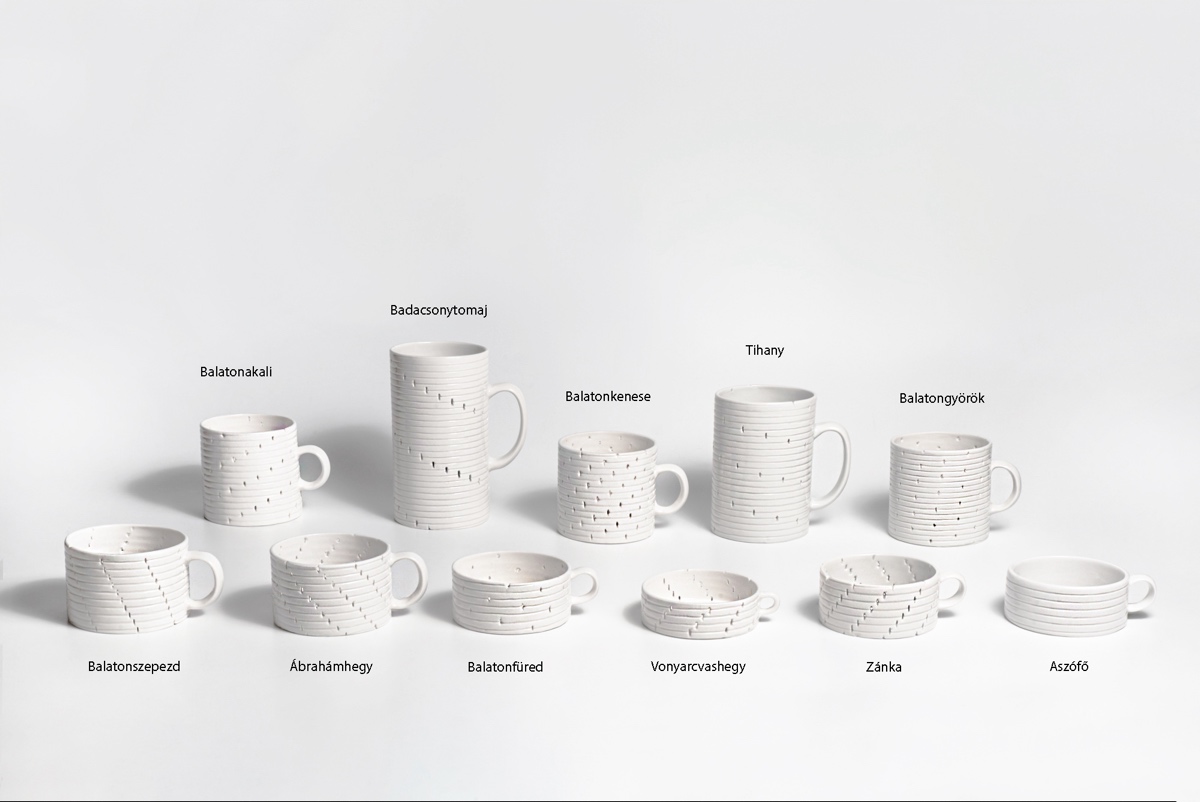 Badacsonytomaj
Tihany
Balatonakali
Balatonkenese
Balatongyörök
Balatonszepezd
Ábrahámhegy
Balatonfüred
Vonyarcvashegy
Zánka
Aszófő